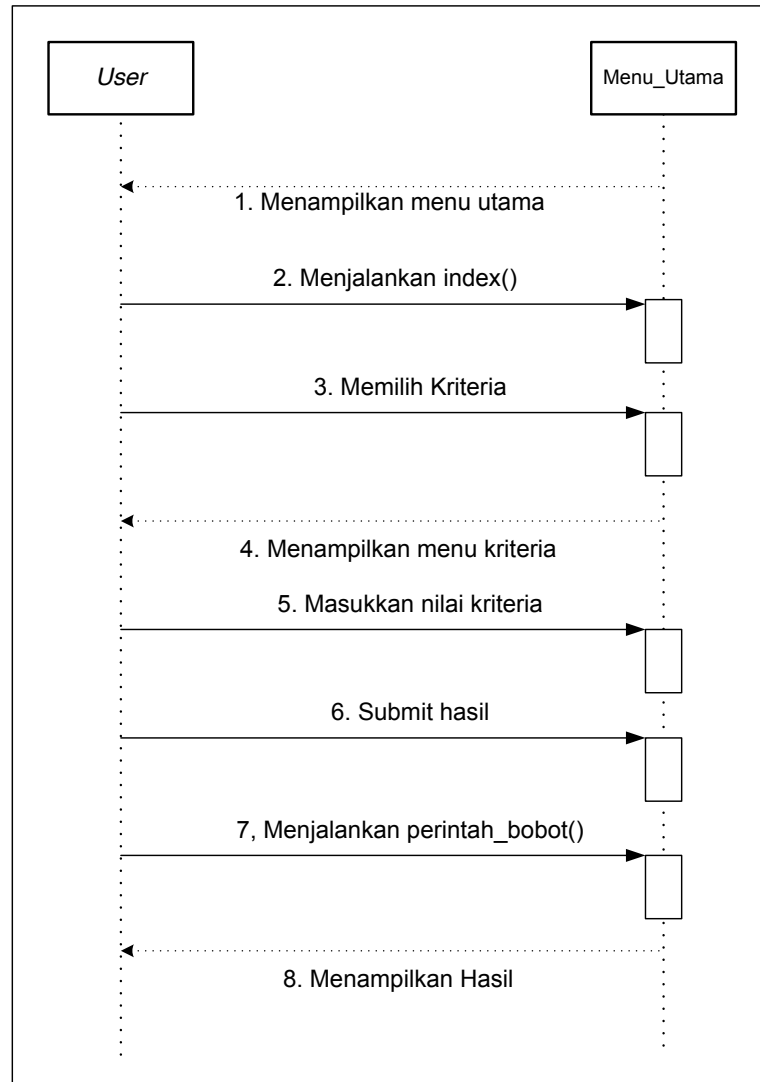 User
Menu_Utama
1. Menampilkan menu utama
2. Menjalankan index()
3. Memilih Kriteria
4. Menampilkan menu kriteria
5. Masukkan nilai kriteria
6. Submit hasil
7, Menjalankan perintah_bobot()
8. Menampilkan Hasil